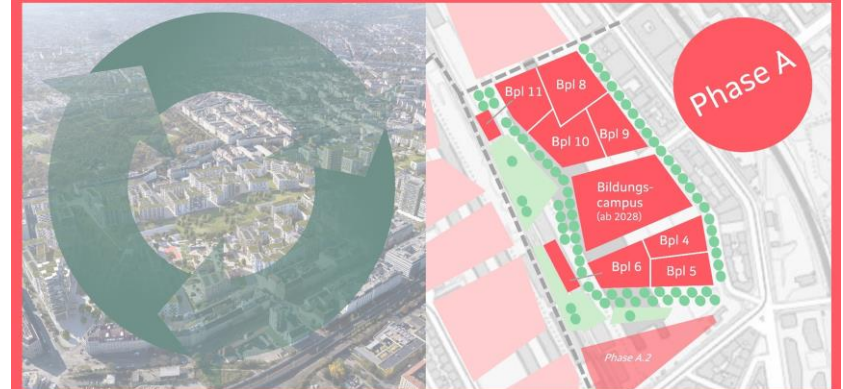 Phase A
Bpl 11
Bpl 8
Bpl 10
Bpl 9
Bildungs-
campus
(ab 2028)
Bpl 4
Bpl 6
Bpl 5
Phase A.2